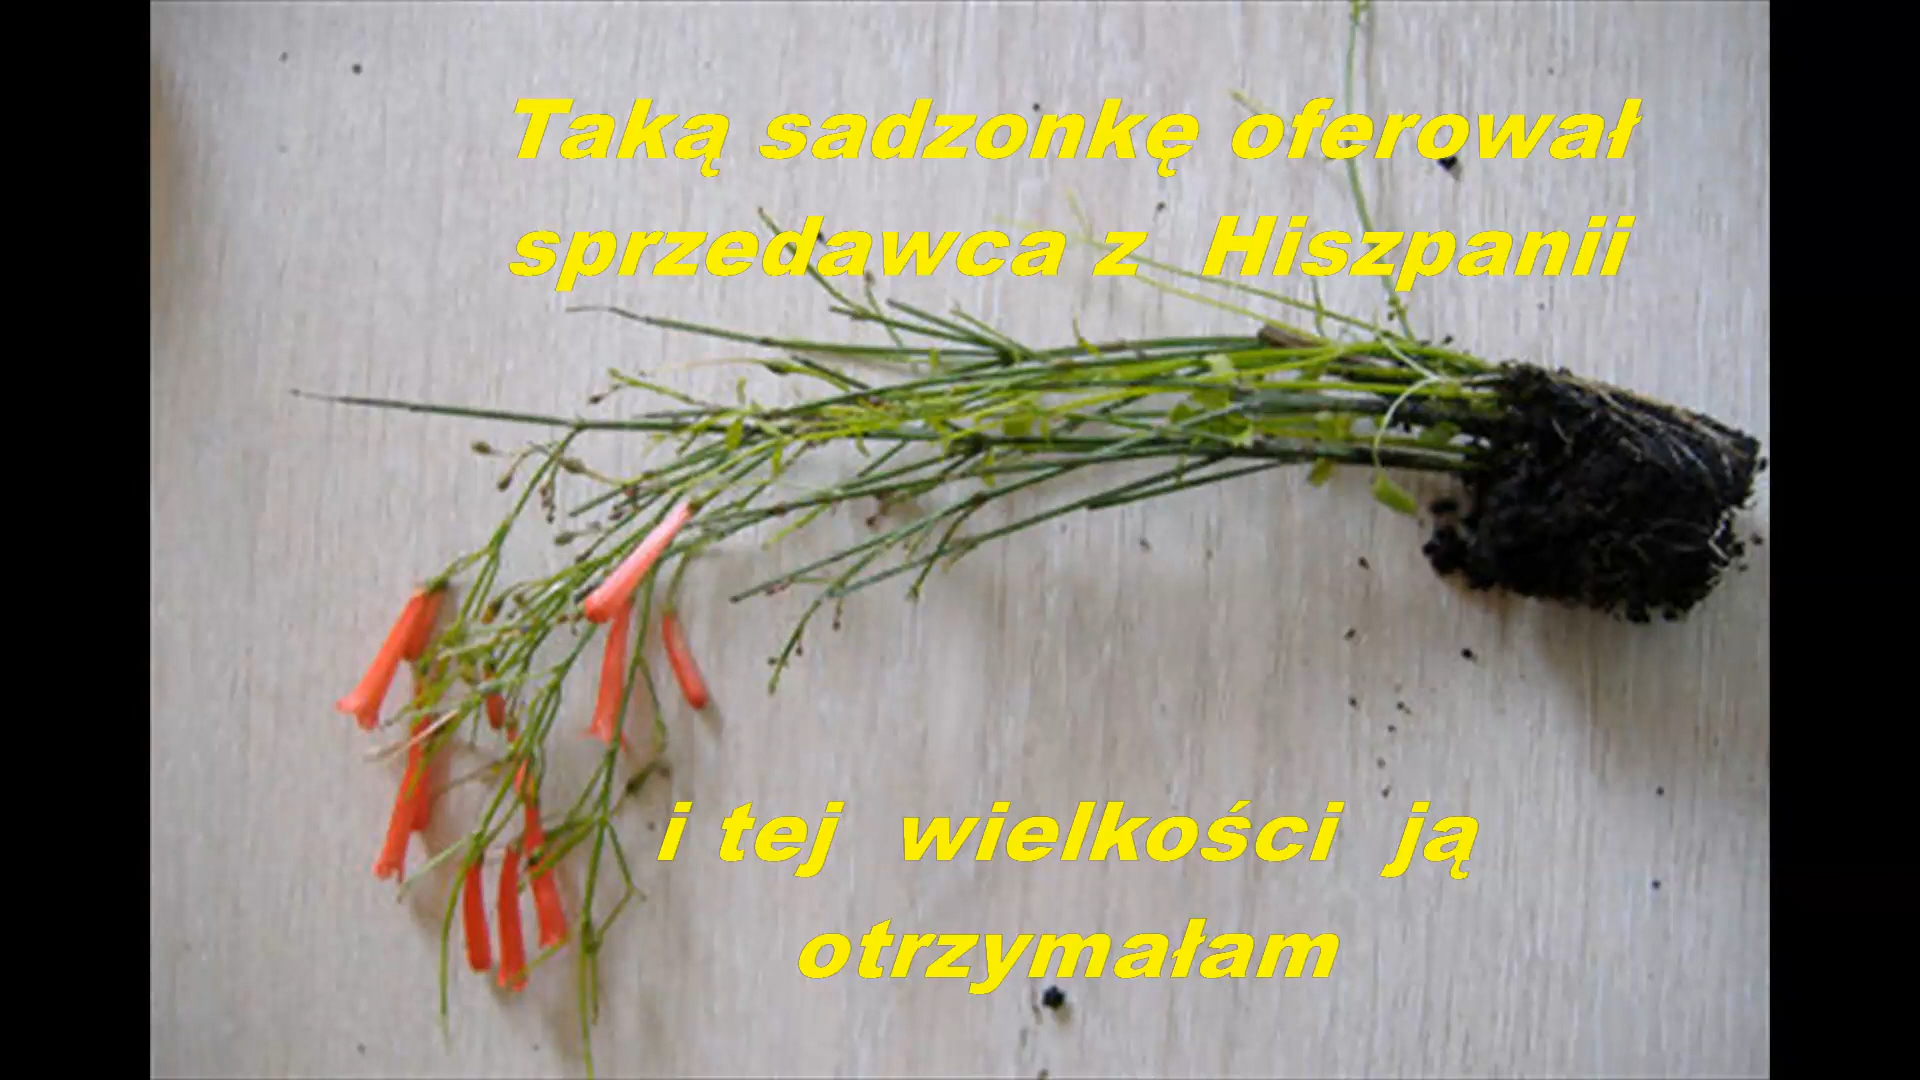 Taką sadzonkę oferował
sprzedawca z Hiszpanii
i tej wielkości ją
otrzymałam